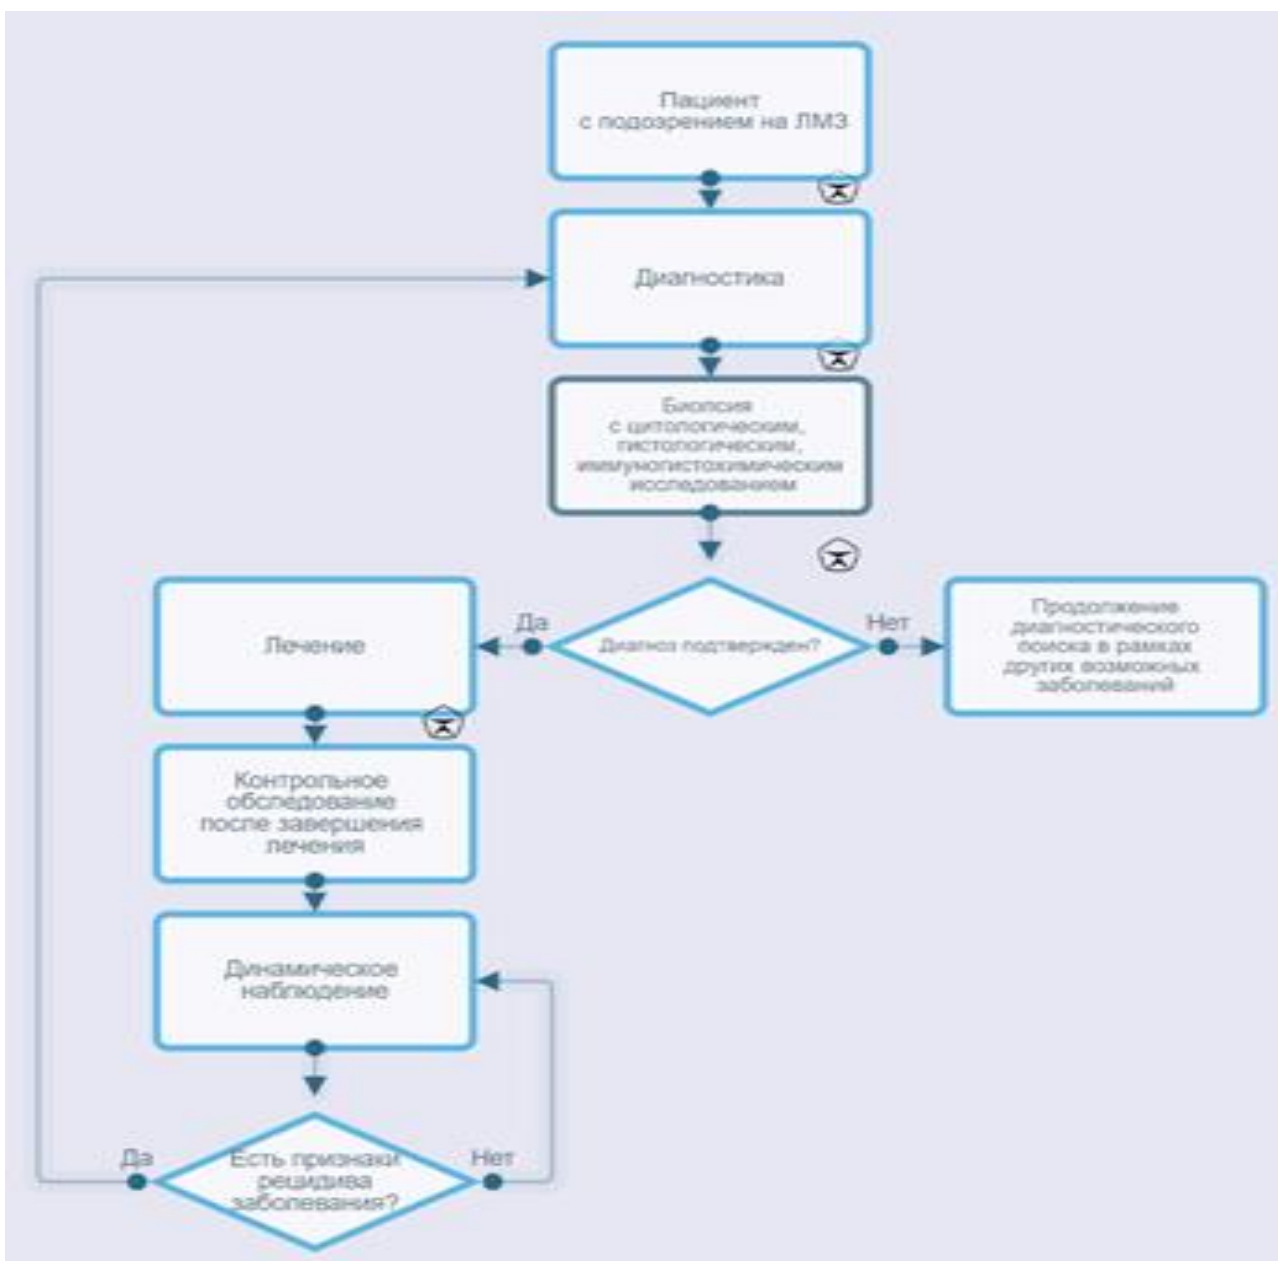 Пациент
с подозрением на ЛМЗ
Диагностика
Биопсия
с цитологическим,
гистологическим,
иммуногистохимическим
исследованием
Диагноз подтвержден?
Да
Нет
Лечение
Продолжение
диагностического
поиска в рамках
других возможных
заболеваний
Контрольное
обследование
после завершения
лечения
Динамическое
наблюдение
Есть признаки
рецидива
заболевания?
Да
Нет